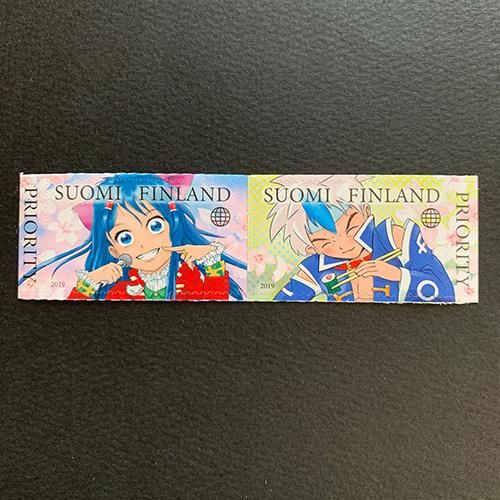 PRIORITY
SUOMI FINLAND
2019
SUOMI FINLAND
2019
PRIORITY